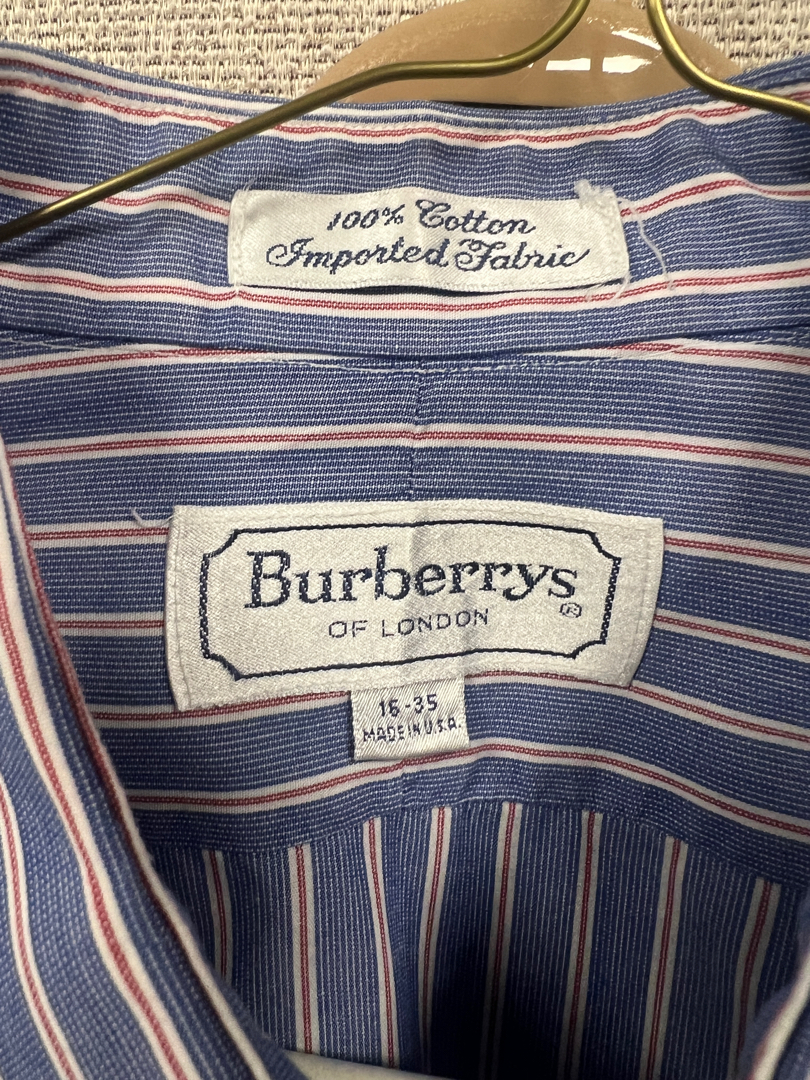 100% Cotton
Imported Fabric
Burberrys
®
OF LONDON
16-35
MADE IN U.S.A.